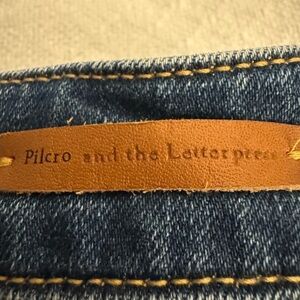 Pilcro and the Letterpress